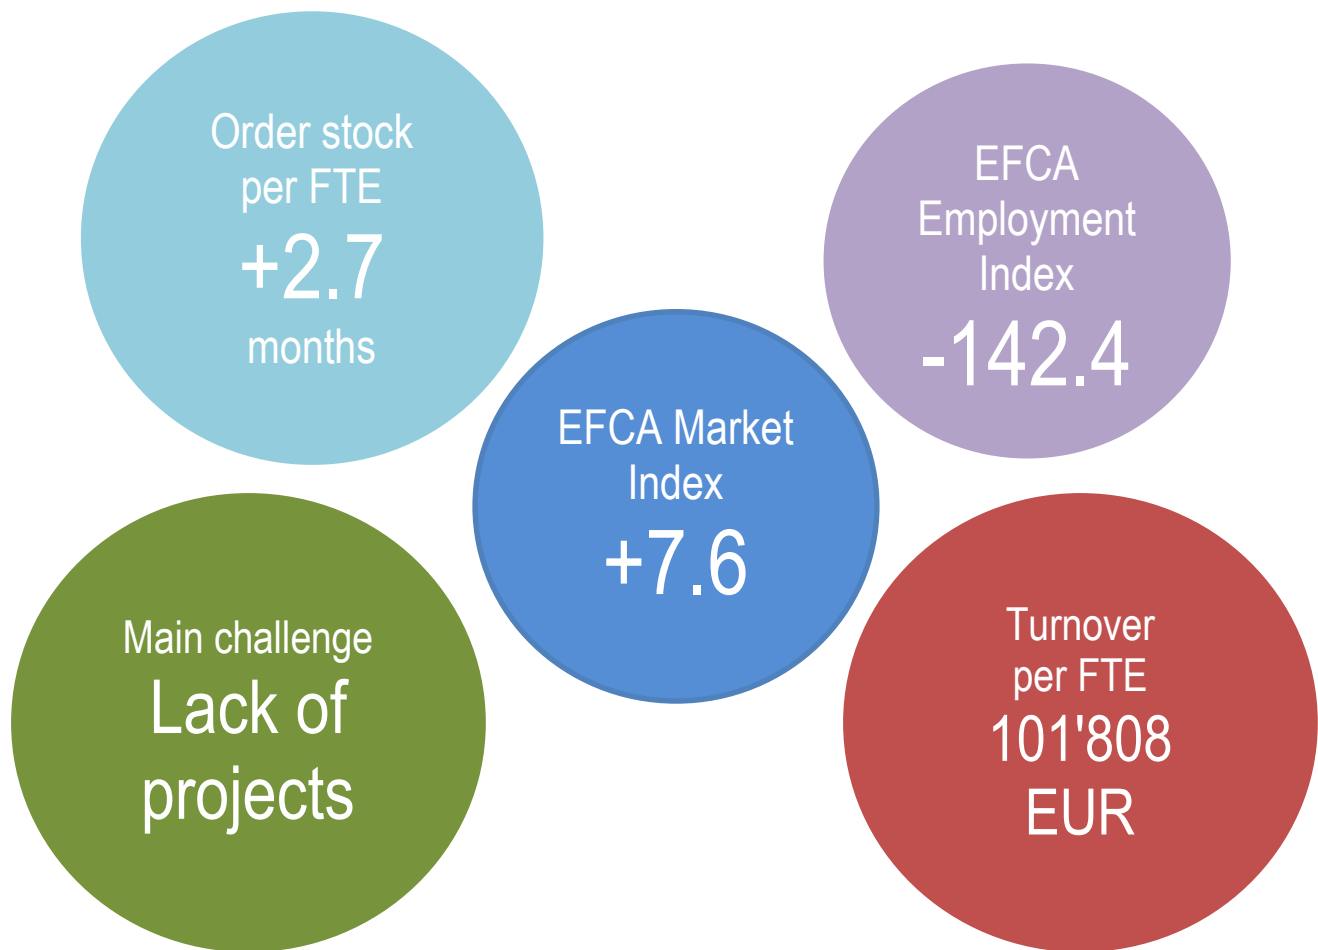 Order stock
per FTE
+2.7
months
EFCA
Employment
Index
-142.4
EFCA Market
Index
+7.6
Main challenge
Lack of
projects
Turnover
per FTE
101'808
EUR